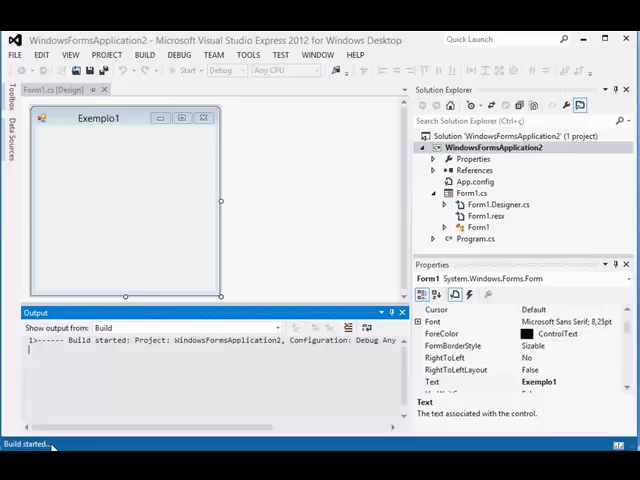 WindowsFormsApplication2 - Microsoft Visual Studio Express 2012 for Windows Desktop
Quick Launch
FILE EDIT VIEW PROJECT BUILD DEBUG TEAM TOOLS TEST WINDOW HELP
Start Debug Any CPU
Form1.cs [Design]
Toolbox
Data Sources
Exemplo1
Solution Explorer
Search Solution Explorer (Ctrl+ç)
Solution 'WindowsFormsApplication2' (1 project)
WindowsFormsApplication2
Properties
References
App.config
Form1.cs
Form1.Designer.cs
Form1.resx
Form1
Program.cs
Properties
Form1 System.Windows.Forms.Form
Cursor Default
Font Microsoft Sans Serif; 8,25pt
ForeColor ControlText
FormBorderStyle Sizable
RightToLeft No
RightToLeftLayout False
Text Exemplo1
Text
The text associated with the control.
Output
Show output from: Build
1>------ Build started: Project: WindowsFormsApplication2, Configuration: Debug Any
Build started...